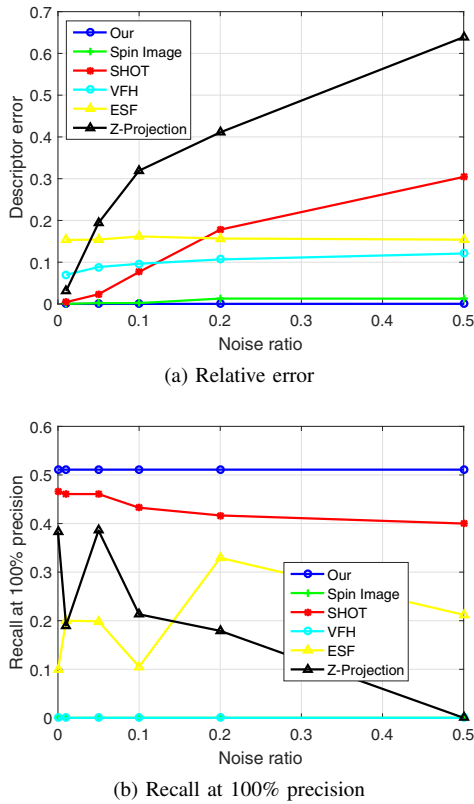 0.7
0.6
0.5
0.4
0.3
0.2
0.1
0
Descriptor error
Our
Spin Image
SHOT
VFH
ESF
Z-Projection
0 0.1 0.2 0.3 0.4 0.5
Noise ratio
(a) Relative error
0.6
0.5
0.4
0.3
0.2
0.1
0
Recall at 100% precision
Our
Spin Image
SHOT
VFH
ESF
Z-Projection
0 0.1 0.2 0.3 0.4 0.5
Noise ratio
(b) Recall at 100% precision